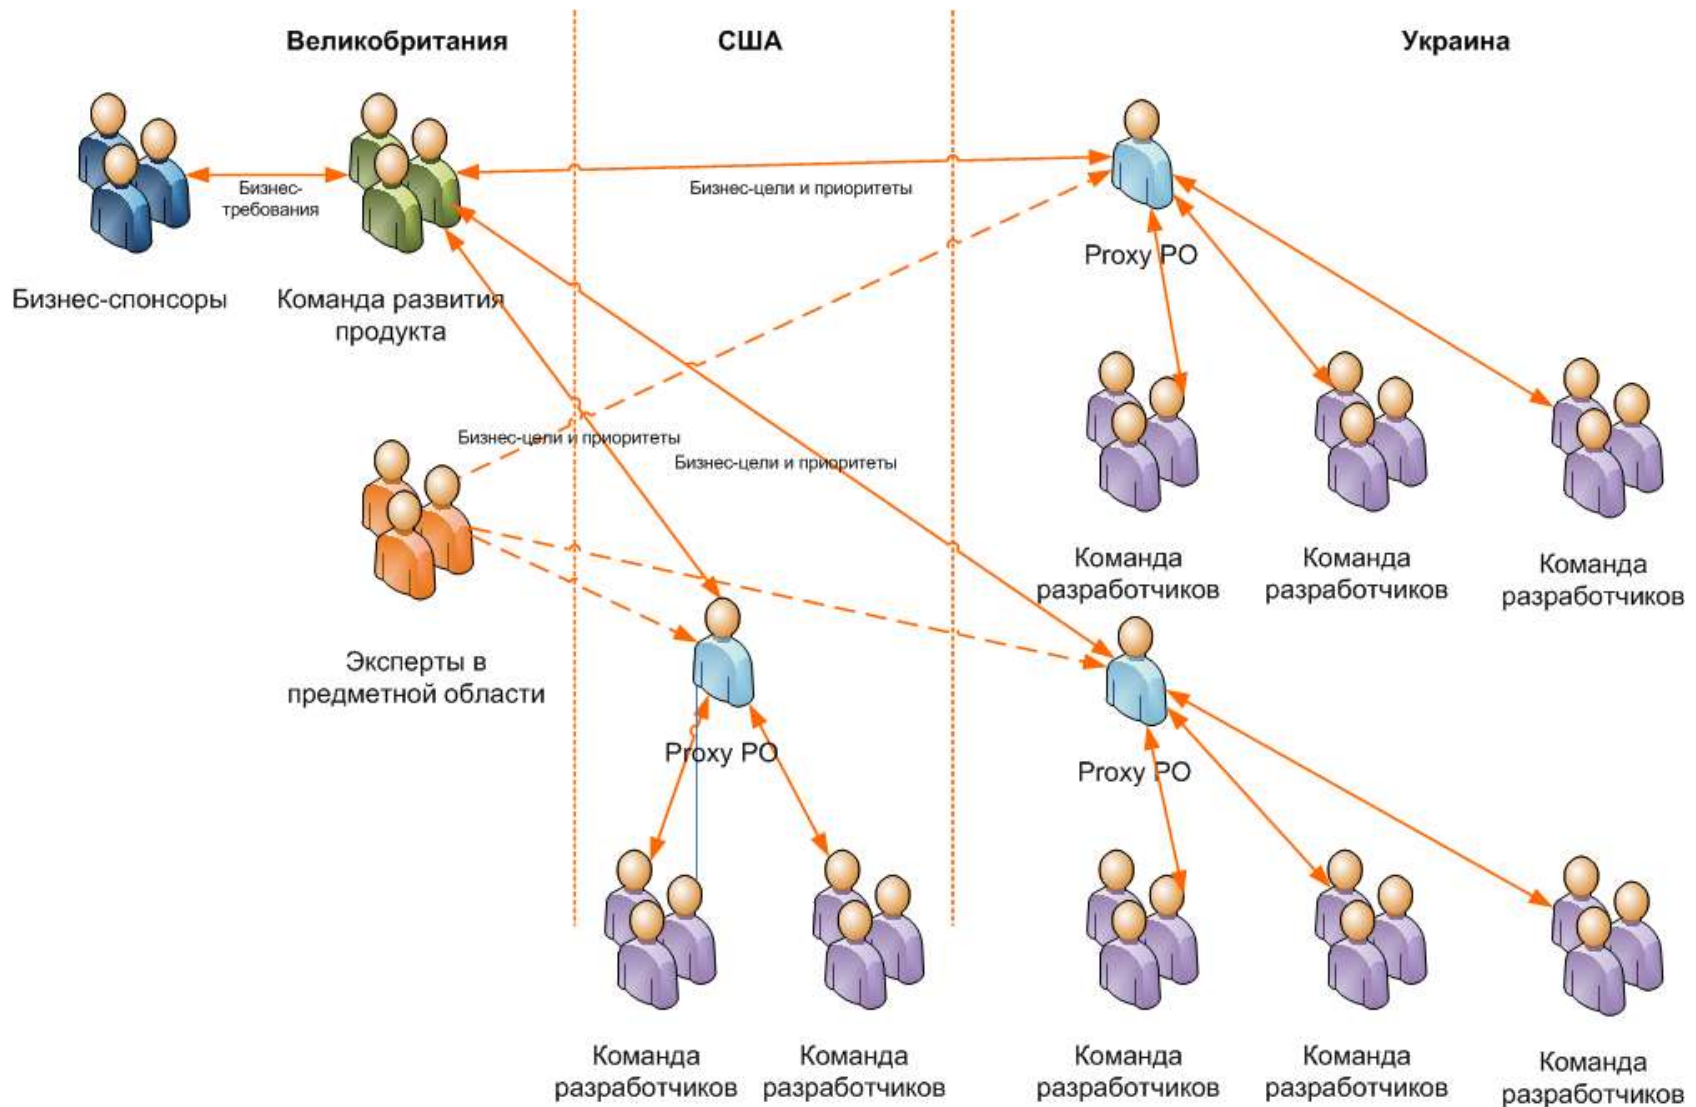 Великобритания
США
Украина
Бизнес-
требования
Бизнес-цели и приоритеты
Proxy PO
Бизнес-спонсоры
Команда развития
продукта
Бизнес-цели и приоритеты
Бизнес-цели и приоритеты
Команда
разработчиков
Команда
разработчиков
Команда
разработчиков
Эксперты в
предметной области
Proxy PO
Proxy PO
Команда
разработчиков
Команда
разработчиков
Команда
разработчиков
Команда
разработчиков
Команда
разработчиков